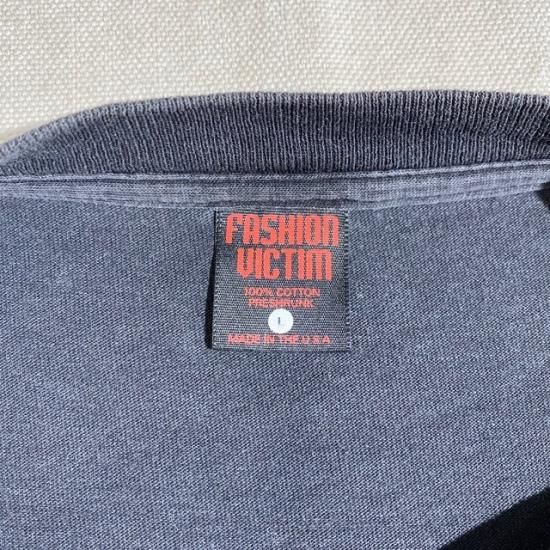 FASHION
VICTIM
100% COTTON
PRESHRUNK
L
MADE IN THE U.S.A